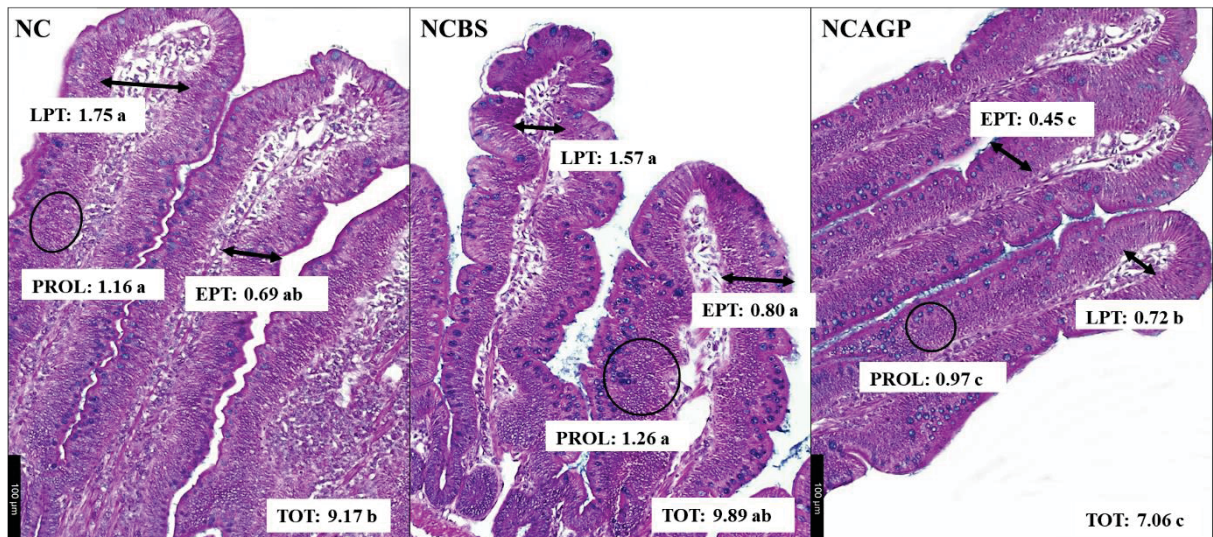 NC
LPT: 1.75 a
PROL: 1.16 a
EPT: 0.69 ab
100 µm
TOT: 9.17 b
NCBS
LPT: 1.57 a
EPT: 0.80 a
PROL: 1.26 a
TOT: 9.89 ab
NCAGP
EPT: 0.45 c
LPT: 0.72 b
PROL: 0.97 c
100 µm
TOT: 7.06 c